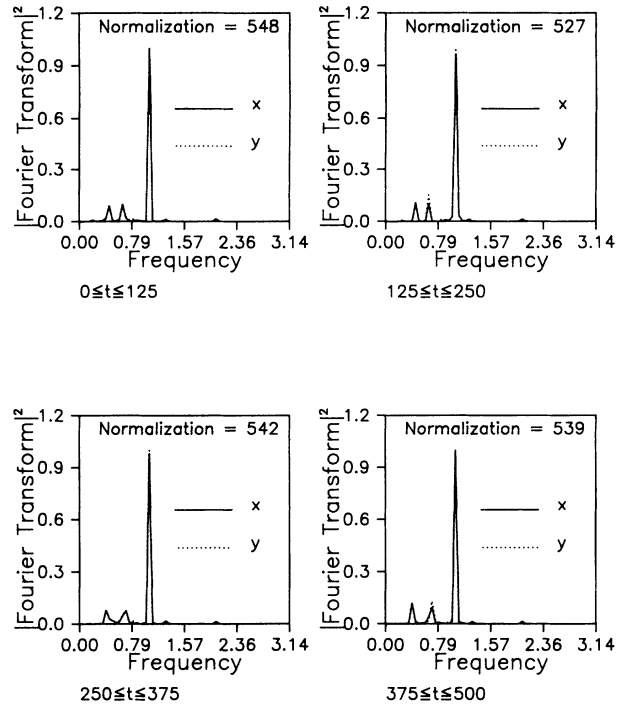 |Fourier Transform|²
1.2
0.9
0.6
0.3
0.0
Normalization = 548
x
y
0.00 0.79 1.57 2.36 3.14
Frequency
0≦t≦125
|Fourier Transform|²
1.2
0.9
0.6
0.3
0.0
Normalization = 527
x
y
0.00 0.79 1.57 2.36 3.14
Frequency
125≦t≦250
|Fourier Transform|²
1.2
0.9
0.6
0.3
0.0
Normalization = 542
x
y
0.00 0.79 1.57 2.36 3.14
Frequency
250≦t≦375
|Fourier Transform|²
1.2
0.9
0.6
0.3
0.0
Normalization = 539
x
y
0.00 0.79 1.57 2.36 3.14
Frequency
375≦t≦500